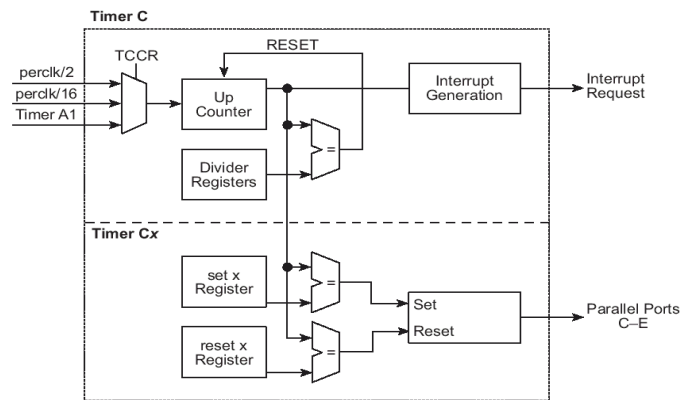 Timer C
RESET
TCCR
perclk/2
perclk/16
Timer A1
Up
Counter
Interrupt
Generation
Interrupt
Request
=
Divider
Registers
Timer Cx
set x
Register
=
Set
Reset
Parallel Ports
C–E
reset x
Register
=